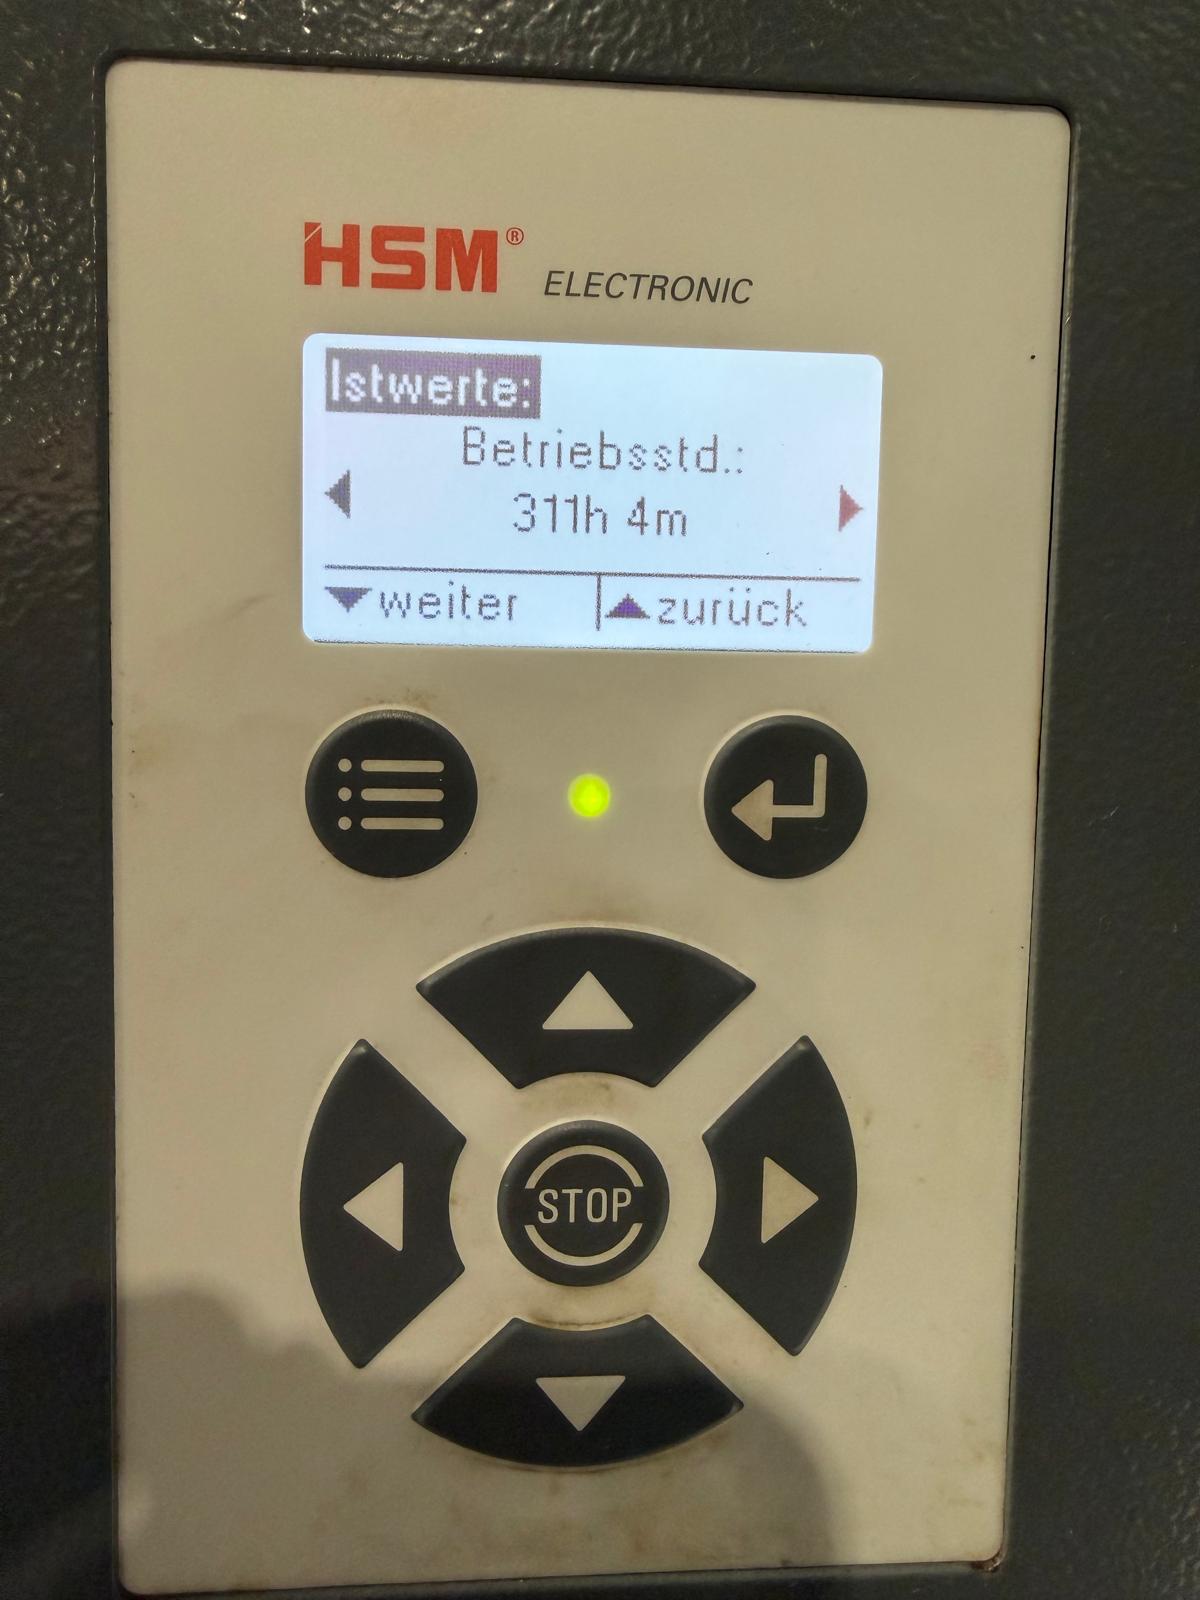 HSM®
ELECTRONIC
Istwerte:
Betriebsstd.:
311h 4m
weiter
zurück
STOP